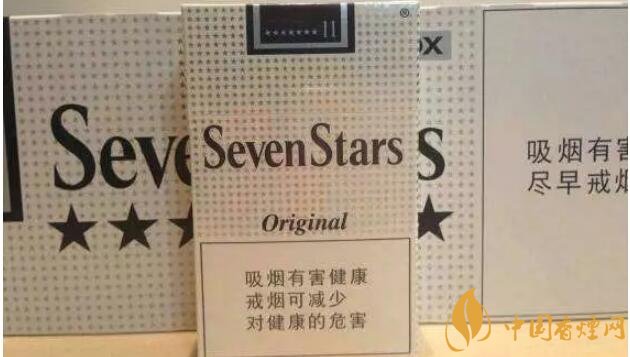 11
®
Seven Stars
Original
吸烟有害健康
戒烟可减少
对健康的危害
Seve
s
OX
吸烟有害
尽早戒烟
中国香烟网